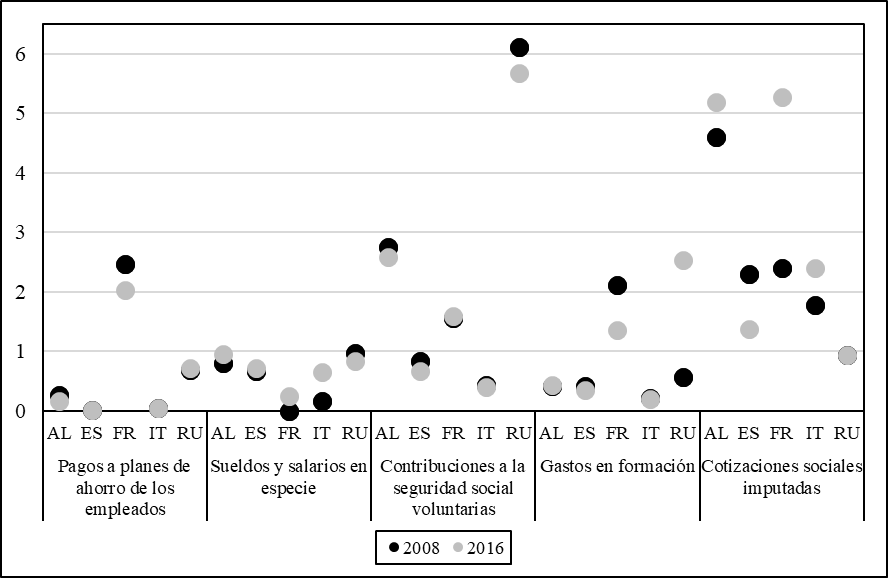 6
5
4
3
2
1
0
AL ES FR IT RU AL ES FR IT RU AL ES FR IT RU AL ES FR IT RU AL ES FR IT RU
Pagos a planes de
ahorro de los
empleados
Sueldos y salarios en
especie
Contribuciones a la
seguridad social
voluntarias
Gastos en formación
Cotizaciones sociales
imputadas
2008 2016